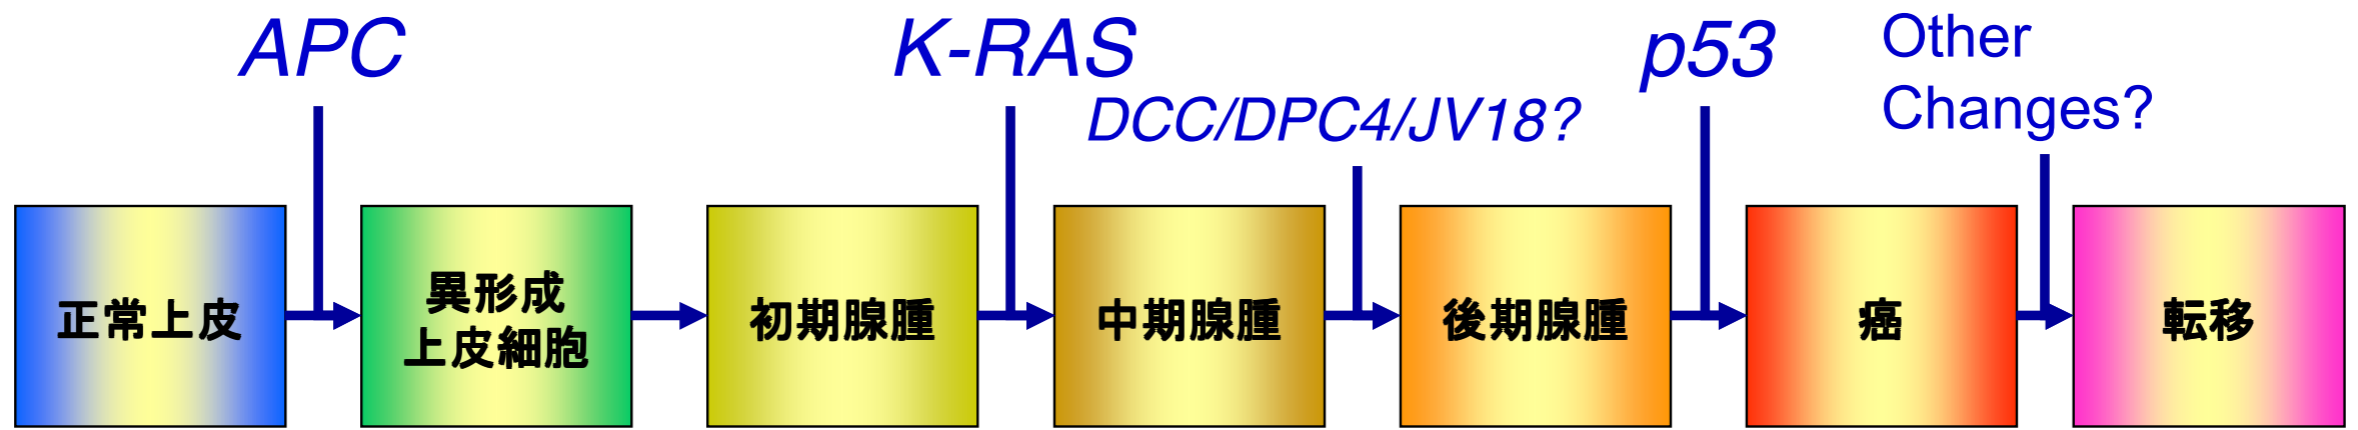 APC
K-RAS
DCC/DPC4/JV18?
p53
Other
Changes?
正常上皮
異形成
上皮細胞
初期腺腫
中期腺腫
後期腺腫
癌
転移